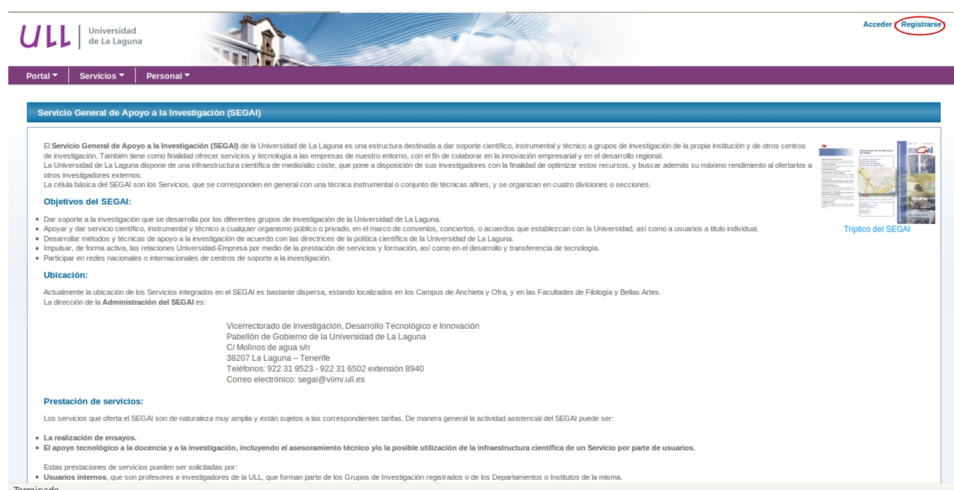 ULL Universidad
de La Laguna
Acceder Registrarse
Portal Servicios Personal
Servicio General de Apoyo a la Investigación (SEGAI)
El Servicio General de Apoyo a la Investigación (SEGAI) de la Universidad de La Laguna es una estructura destinada a dar soporte científico, instrumental y técnico a grupos de investigación de la propia institución y de otros centros
de investigación. También tiene como finalidad ofrecer servicios y tecnología a las empresas de nuestro entorno, con el fin de colaborar en la innovación empresarial y en el desarrollo regional.
La Universidad de La Laguna dispone de una infraestructura científica de medio/alto coste, que pone a disposición de sus investigadores con la finalidad de optimizar estos recursos, y buscar además su máximo rendimiento al ofertarlos a
otros investigadores externos.
La célula básica del SEGAI son los Servicios, que se corresponden en general con una técnica instrumental o conjunto de técnicas afines, y se organizan en cuatro divisiones o secciones.
Tríptico del SEGAI
Objetivos del SEGAI:
Dar soporte a la investigación que se desarrolla por los diferentes grupos de investigación de la Universidad de La Laguna.
Apoyar y dar servicio científico, instrumental y técnico a cualquier organismo público o privado, en el marco de convenios, conciertos, o acuerdos que establezcan con la Universidad, así como a usuarios a título individual.
Desarrollar métodos y técnicas de apoyo a la investigación de acuerdo con las directrices de la política científica de la Universidad de La Laguna.
Impulsar, de forma activa, las relaciones Universidad-Empresa por medio de la prestación de servicios y formación, así como en el desarrollo y transferencia de tecnología.
Participar en redes nacionales o internacionales de centros de soporte a la investigación.
Ubicación:
Actualmente la ubicación de los Servicios integrados en el SEGAI es bastante dispersa, estando localizados en los Campus de Anchieta y Ofra, y en las Facultades de Filología y Bellas Artes.
La dirección de la Administración del SEGAI es:
Vicerrectorado de Investigación, Desarrollo Tecnológico e Innovación
Pabellón de Gobierno de la Universidad de La Laguna
C/ Molinos de agua s/n
38207 La Laguna – Tenerife
Teléfonos: 922 31 9523 - 922 31 6502 extensión 8940
Correo electrónico: segai@viinv.ull.es
Prestación de servicios:
Los servicios que oferta el SEGAI son de naturaleza muy amplia y están sujetos a las correspondientes tarifas. De manera general la actividad asistencial del SEGAI puede ser:
La realización de ensayos.
El apoyo tecnológico a la docencia y a la investigación, incluyendo el asesoramiento técnico y/o la posible utilización de la infraestructura científica de un Servicio por parte de usuarios.
Estas prestaciones de servicios pueden ser solicitadas por:
Usuarios internos, que son profesores e investigadores de la ULL, que forman parte de los Grupos de Investigación registrados o de los Departamentos o Institutos de la misma.
Terminado